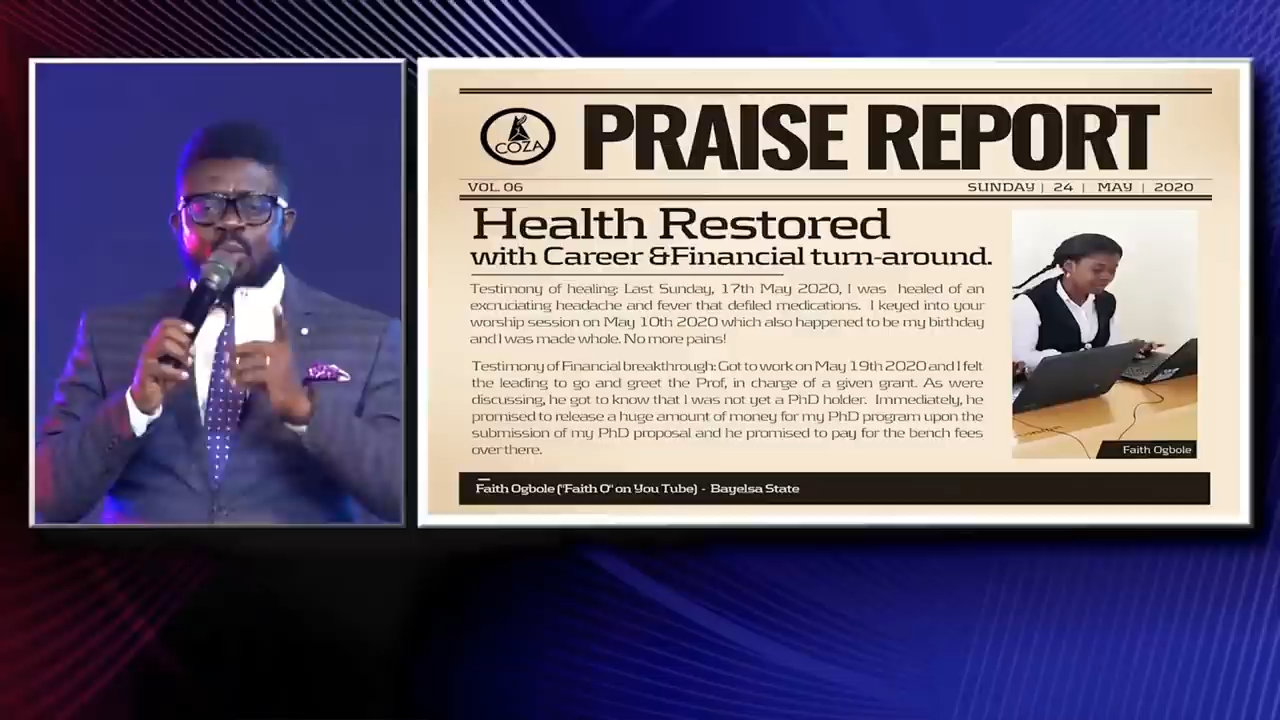 COZA
PRAISE REPORT
VOL. 06
SUNDAY | 24 | MAY | 2020
Health Restored
with Career &Financial turn-around.
Testimony of healing: Last Sunday, 17th May 2020, I was healed of an
excruciating headache and fever that defiled medications. I keyed into your
worship session on May 10th 2020 which also happened to be my birthday
and I was made whole. No more pains!
Testimony of Financial breakthrough: Got to work on May 19th 2020 and I felt
the leading to go and greet the Prof, in charge of a given grant. As were
discussing, he got to know that I was not yet a PhD holder. Immediately, he
promised to release a huge amount of money for my PhD program upon the
submission of my PhD proposal and he promised to pay for the bench fees
over there.
Faith Ogbole
Faith Ogbole ("Faith O" on You Tube) - Bayelsa State